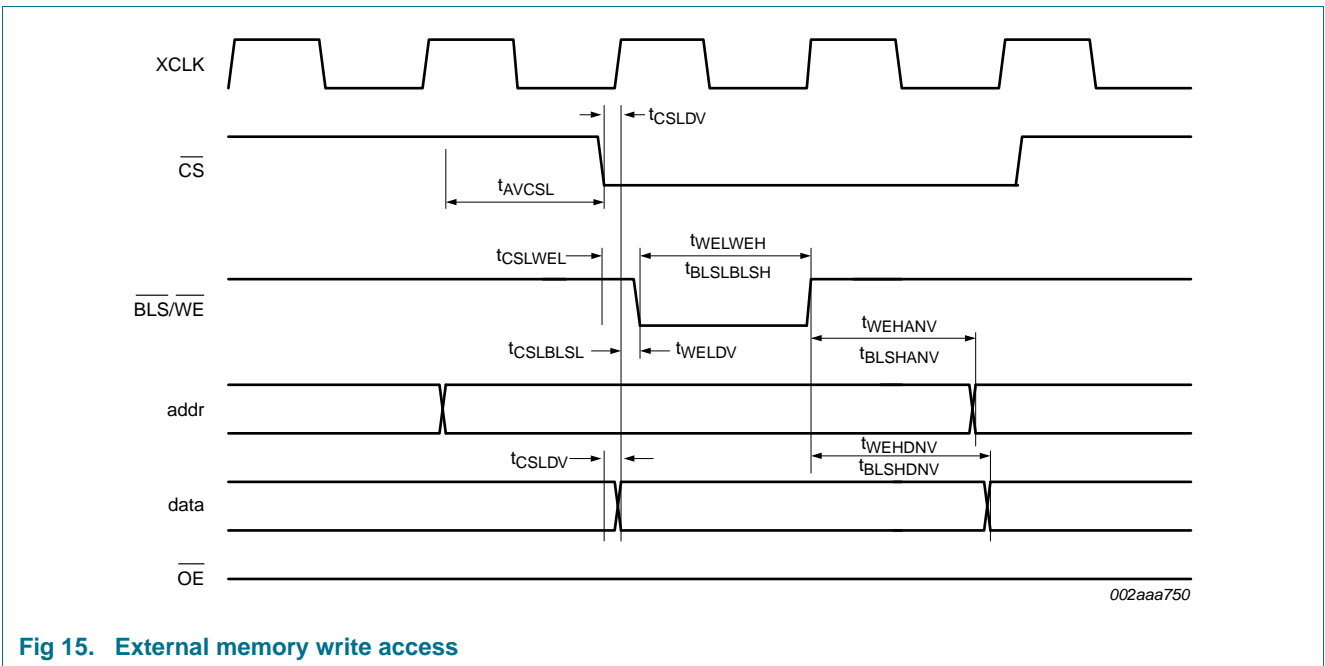 XCLK
tCSLDV
CS
tAVCSL
tCSLWEL
tWELWEH
tBLSLBLSH
BLS/WE
tWEHANV
tCSLBLSL
tWELDV
tBLSHANV
addr
tWEHDNV
tCSLDV
tBLSHDNV
data
OE
002aaa750
Fig 15. External memory write access